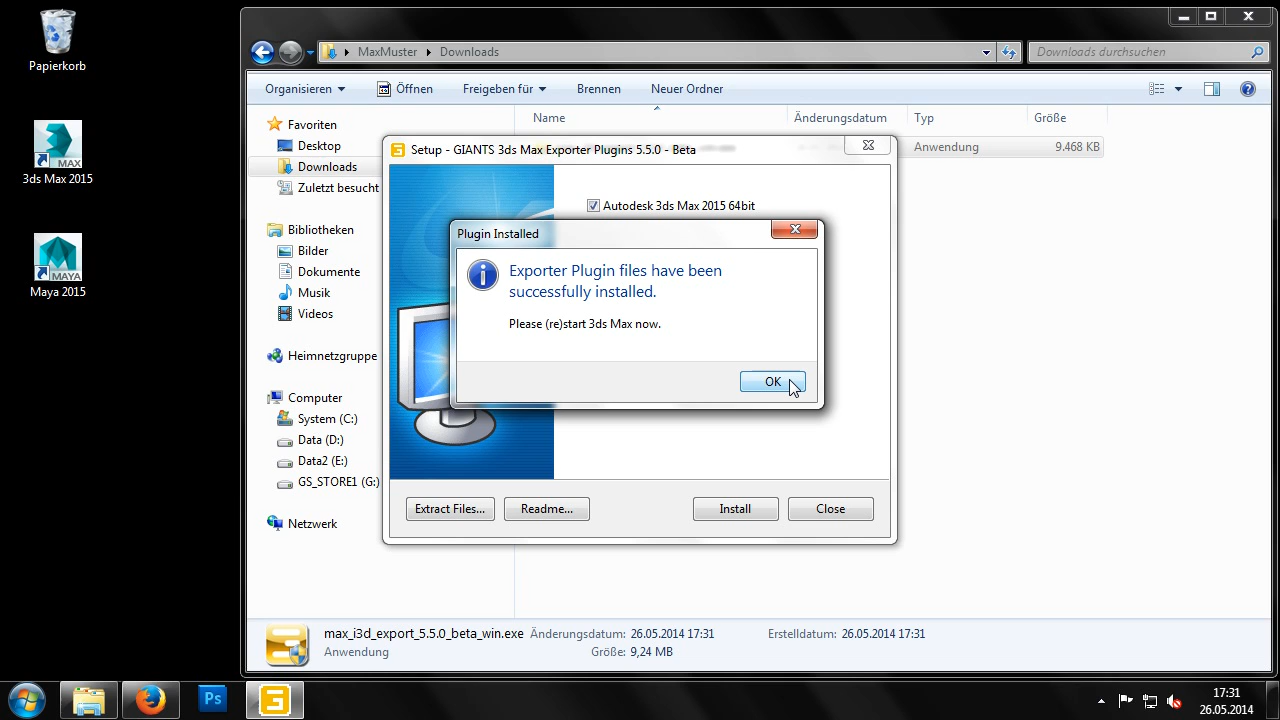 Papierkorb
MAX
3ds Max 2015
MAYA
Maya 2015
MaxMuster
Downloads
Downloads durchsuchen
Organisieren
Öffnen
Freigeben für
Brennen
Neuer Ordner
Name
Änderungsdatum
Typ
Größe
Anwendung
9.468 KB
Favoriten
Desktop
Downloads
Zuletzt besucht
Bibliotheken
Bilder
Dokumente
Musik
Videos
Heimnetzgruppe
Computer
System (C:)
Data (D:)
Data2 (E:)
GS_STORE1 (G:)
Netzwerk
Setup - GIANTS 3ds Max Exporter Plugins 5.5.0 - Beta
Autodesk 3ds Max 2015 64bit
Plugin Installed
Exporter Plugin files have been
successfully installed.
Please (re)start 3ds Max now.
OK
Extract Files...
Readme...
Install
Close
max_i3d_export_5.5.0_beta_win.exe
Änderungsdatum: 26.05.2014 17:31
Erstelldatum: 26.05.2014 17:31
Anwendung
Größe: 9,24 MB
Ps
17:31
26.05.2014